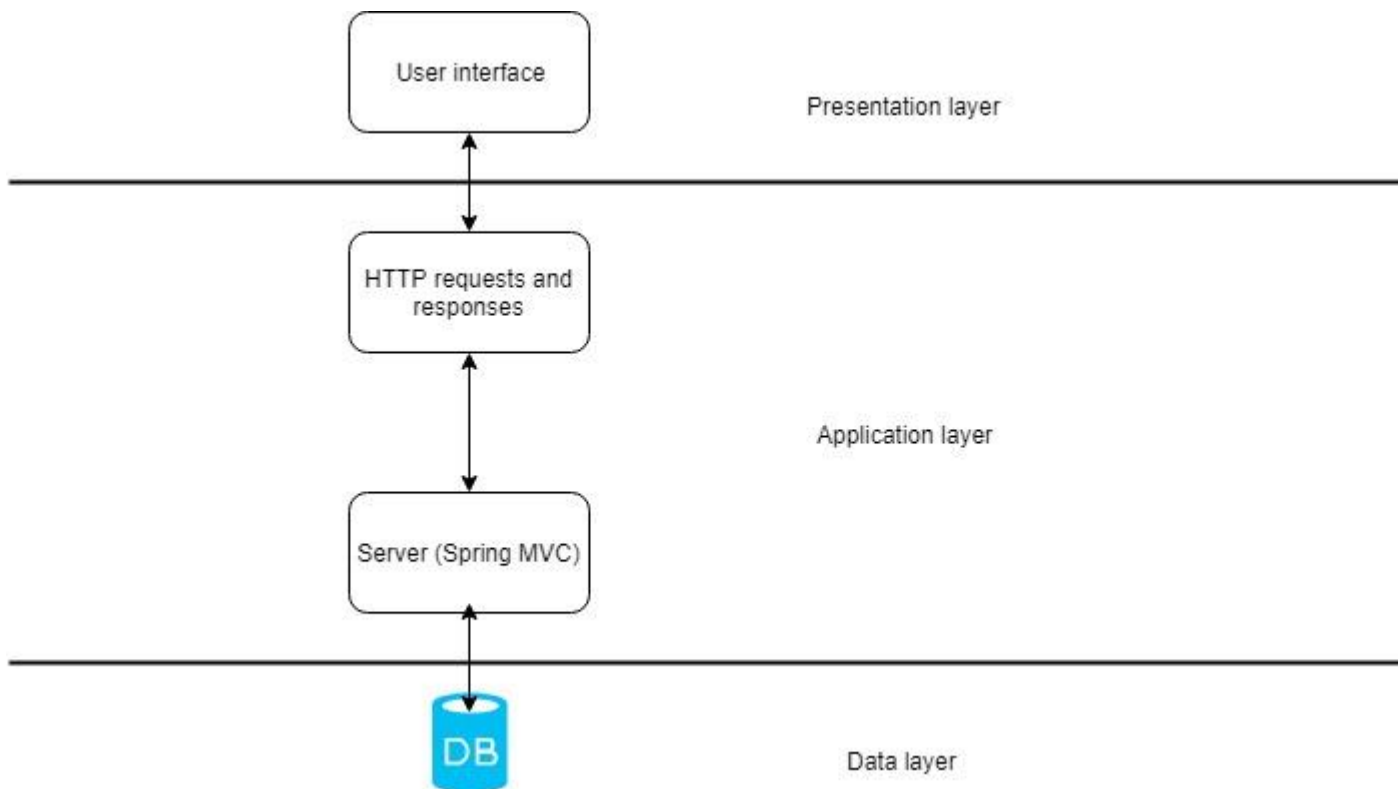 User interface
Presentation layer
HTTP requests and
responses
Application layer
Server (Spring MVC)
DB
Data layer